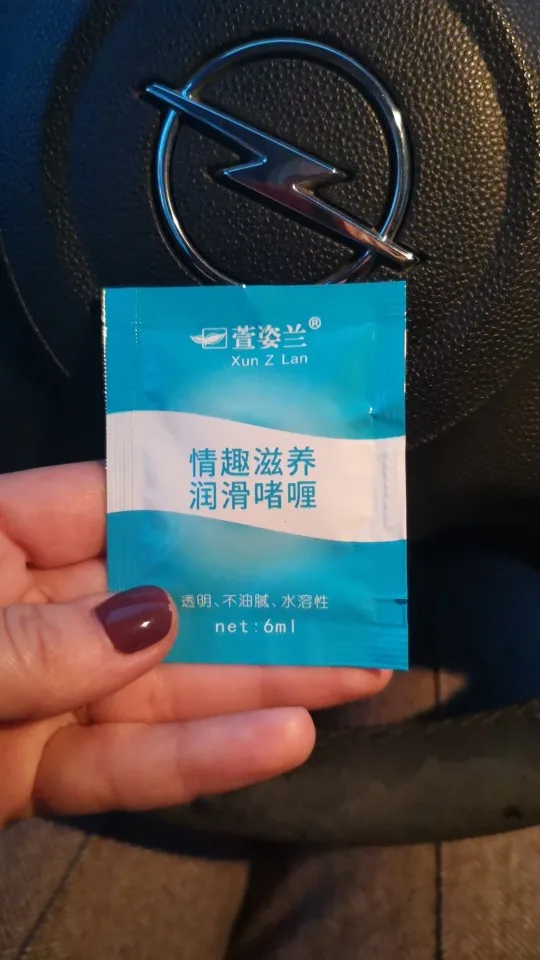 萱姿兰®
Xun Z Lan
情趣滋养
润滑啫喱
透明、不油腻、水溶性
net:6ml